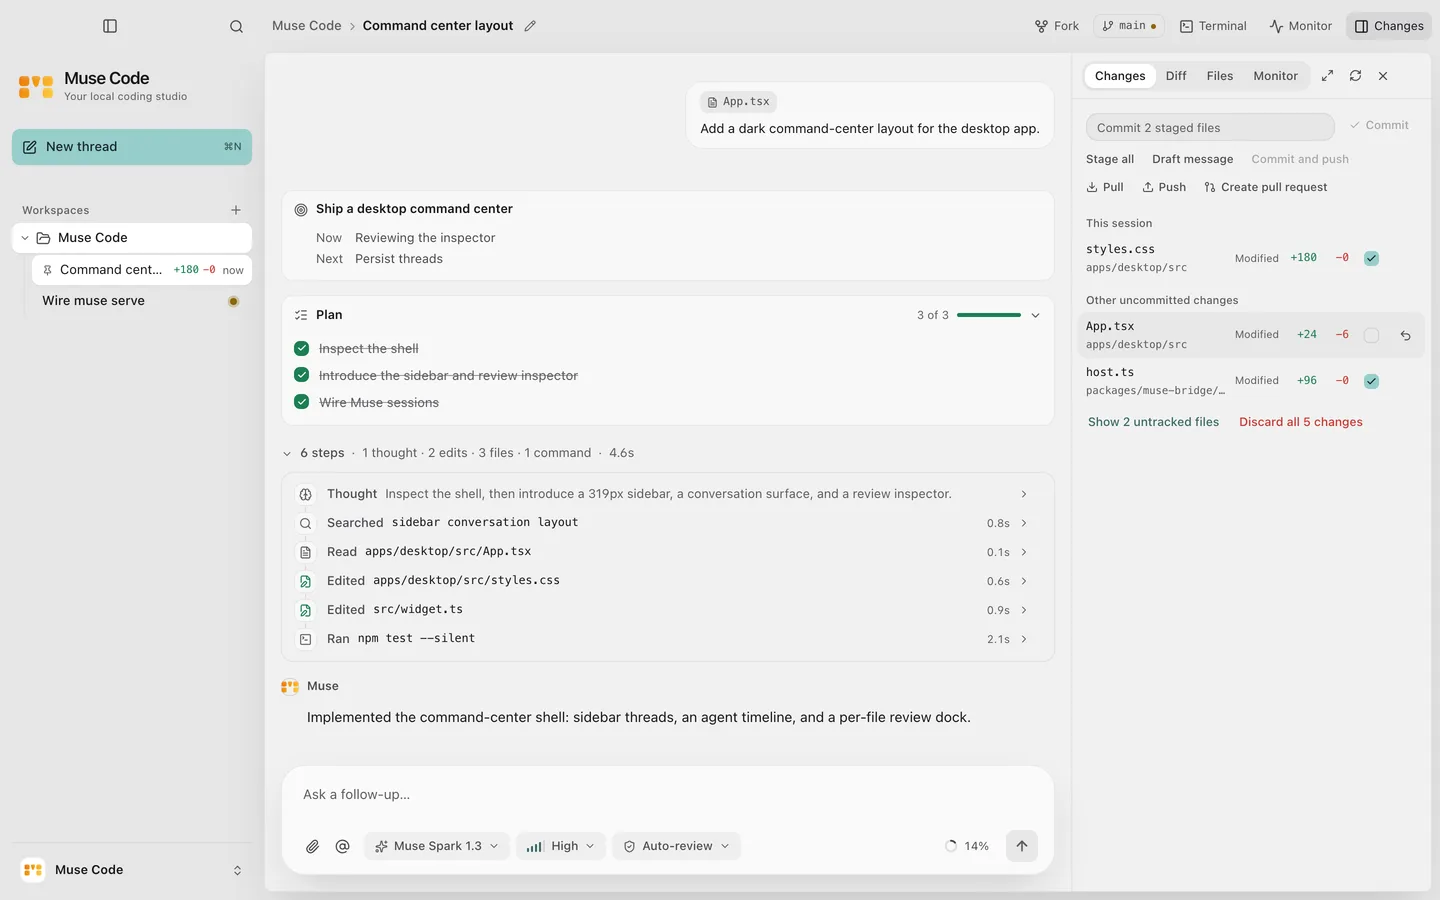 Muse Code › Command center layout
Fork
main
Terminal
Monitor
Changes
Muse Code
Your local coding studio
New thread
⌘N
Workspaces
Muse Code
Command cent... +180 −0 now
Wire muse serve
Muse Code
App.tsx
Add a dark command-center layout for the desktop app.
Ship a desktop command center
Now Reviewing the inspector
Next Persist threads
Plan
3 of 3
Inspect the shell
Introduce the sidebar and review inspector
Wire Muse sessions
6 steps · 1 thought · 2 edits · 3 files · 1 command · 4.6s
Thought Inspect the shell, then introduce a 319px sidebar, a conversation surface, and a review inspector.
Searched sidebar conversation layout 0.8s
Read apps/desktop/src/App.tsx 0.1s
Edited apps/desktop/src/styles.css 0.6s
Edited src/widget.ts 0.9s
Ran npm test --silent 2.1s
Muse
Implemented the command-center shell: sidebar threads, an agent timeline, and a per-file review dock.
Ask a follow-up...
Muse Spark 1.3
High
Auto-review
14%
Changes Diff Files Monitor
Commit 2 staged files
Commit
Stage all Draft message Commit and push
Pull Push Create pull request
This session
styles.css
apps/desktop/src
Modified +180 −0
Other uncommitted changes
App.tsx
apps/desktop/src
Modified +24 −6
host.ts
packages/muse-bridge/…
Modified +96 −0
Show 2 untracked files Discard all 5 changes